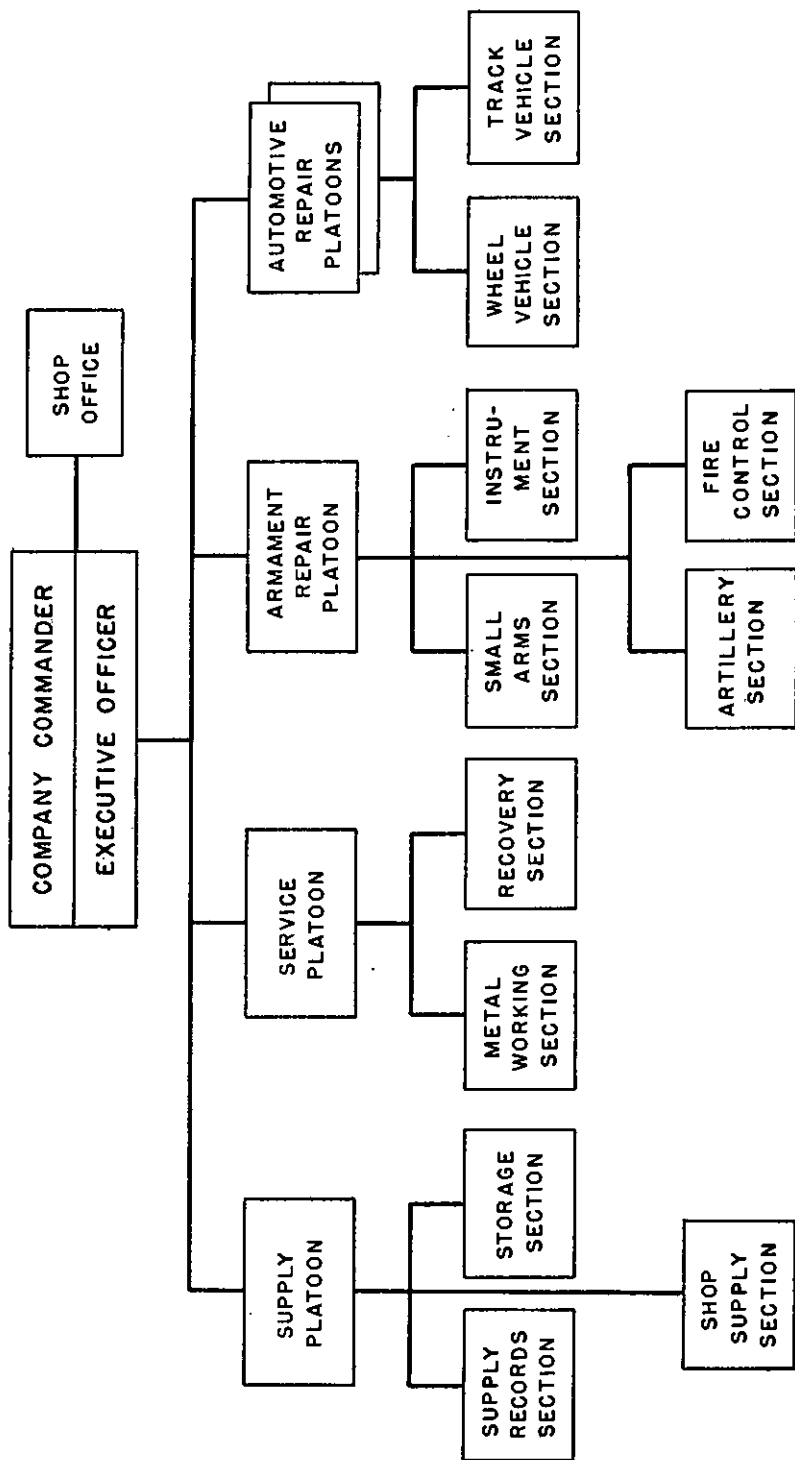 COMPANY COMMANDER
EXECUTIVE OFFICER
SHOP
OFFICE
SUPPLY
PLATOON
SERVICE
PLATOON
ARMAMENT
REPAIR
PLATOON
AUTOMOTIVE
REPAIR
PLATOONS
SUPPLY
RECORDS
SECTION
STORAGE
SECTION
METAL
WORKING
SECTION
RECOVERY
SECTION
SMALL
ARMS
SECTION
INSTRU-
MENT
SECTION
WHEEL
VEHICLE
SECTION
TRACK
VEHICLE
SECTION
SHOP
SUPPLY
SECTION
ARTILLERY
SECTION
FIRE
CONTROL
SECTION